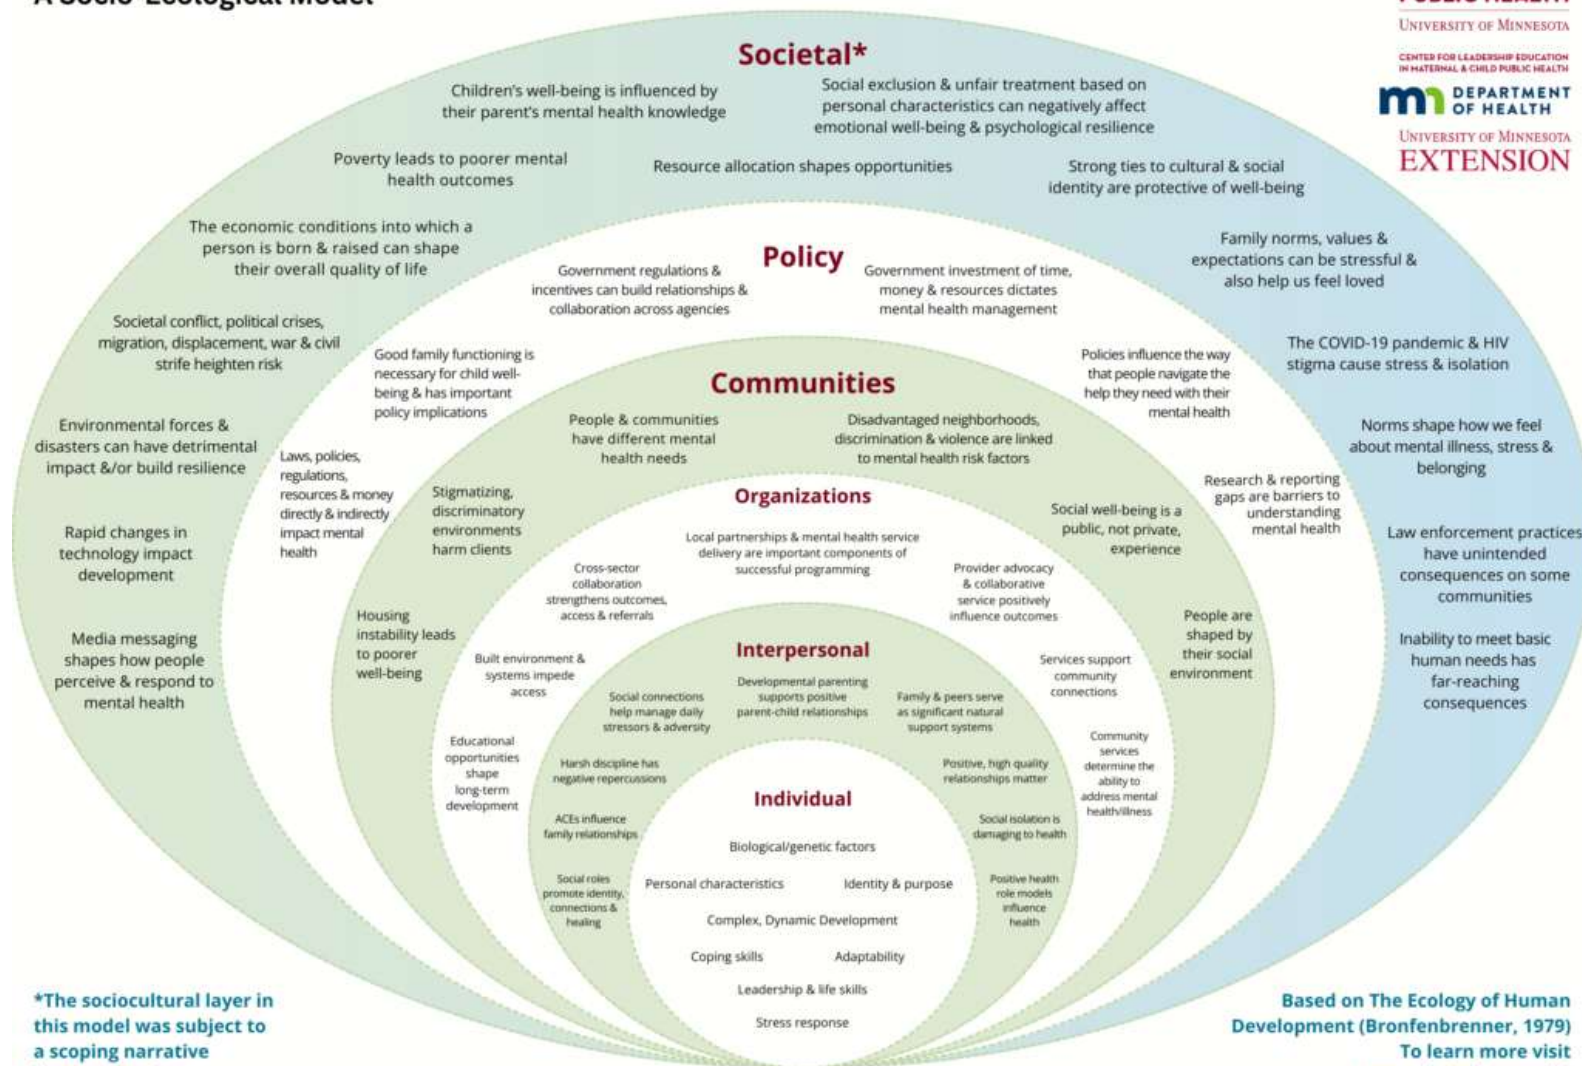 A Socio-Ecological Model
PUBLIC HEALTH
UNIVERSITY OF MINNESOTA
CENTER FOR LEADERSHIP EDUCATION
IN MATERNAL & CHILD PUBLIC HEALTH
mn DEPARTMENT
OF HEALTH
UNIVERSITY OF MINNESOTA
EXTENSION
Societal*
Children's well-being is influenced by
their parent's mental health knowledge
Social exclusion & unfair treatment based on
personal characteristics can negatively affect
emotional well-being & psychological resilience
Poverty leads to poorer mental
health outcomes
Resource allocation shapes opportunities
Strong ties to cultural & social
identity are protective of well-being
The economic conditions into which a
person is born & raised can shape
their overall quality of life
Family norms, values &
expectations can be stressful &
also help us feel loved
Societal conflict, political crises,
migration, displacement, war & civil
strife heighten risk
The COVID-19 pandemic & HIV
stigma cause stress & isolation
Environmental forces &
disasters can have detrimental
impact &/or build resilience
Norms shape how we feel
about mental illness, stress &
belonging
Rapid changes in
technology impact
development
Law enforcement practices
have unintended
consequences on some
communities
Media messaging
shapes how people
perceive & respond to
mental health
Inability to meet basic
human needs has
far-reaching
consequences
Policy
Government regulations &
incentives can build relationships &
collaboration across agencies
Government investment of time,
money & resources dictates
mental health management
Good family functioning is
necessary for child well-
being & has important
policy implications
Policies influence the way
that people navigate the
help they need with their
mental health
Laws, policies,
regulations,
resources & money
directly & indirectly
impact mental
health
Research & reporting
gaps are barriers to
understanding
mental health
Communities
People & communities
have different mental
health needs
Disadvantaged neighborhoods,
discrimination & violence are linked
to mental health risk factors
Stigmatizing,
discriminatory
environments
harm clients
Social well-being is a
public, not private,
experience
Housing
instability leads
to poorer
well-being
People are
shaped by
their social
environment
Organizations
Local partnerships & mental health service
delivery are important components of
successful programming
Cross-sector
collaboration
strengthens outcomes,
access & referrals
Provider advocacy
& collaborative
service positively
influence outcomes
Built environment &
systems impede
access
Services support
community
connections
Educational
opportunities
shape
long-term
development
Community
services
determine the
ability to
address mental
health/illness
Interpersonal
Social connections
help manage daily
stressors & adversity
Developmental parenting
supports positive
parent-child relationships
Family & peers serve
as significant natural
support systems
Harsh discipline has
negative repercussions
Positive, high quality
relationships matter
ACEs influence
family relationships
Social isolation is
damaging to health
Social roles
promote identity,
connections &
healing
Positive health
role models
influence
health
Individual
Biological/genetic factors
Personal characteristics
Identity & purpose
Complex, Dynamic Development
Coping skills
Adaptability
Leadership & life skills
Stress response
*The sociocultural layer in
this model was subject to
a scoping narrative
Based on The Ecology of Human
Development (Bronfenbrenner, 1979)
To learn more visit